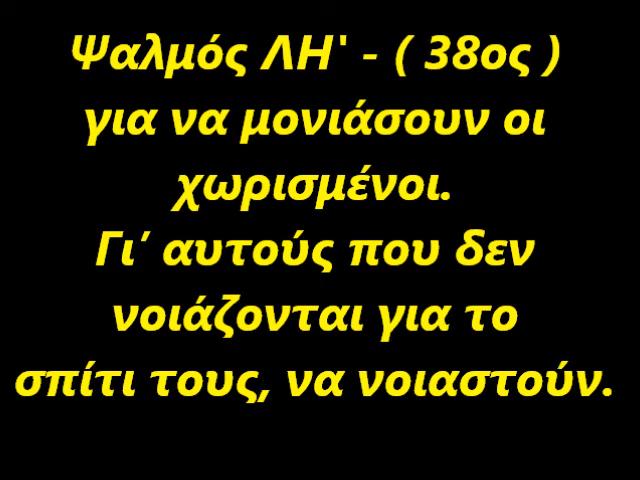 Ψαλμός ΛΗ' - ( 38ος )
για να μονιάσουν οι
χωρισμένοι.
Γι΄ αυτούς που δεν
νοιάζονται για το
σπίτι τους, να νοιαστούν.